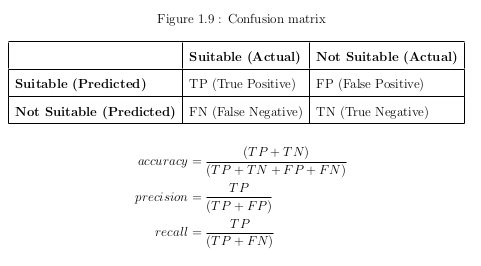 Figure 1.9 : Confusion matrix
Suitable (Actual) Not Suitable (Actual)
Suitable (Predicted) TP (True Positive) FP (False Positive)
Not Suitable (Predicted) FN (False Negative) TN (True Negative)
accuracy = (TP + TN) / (TP + TN + FP + FN)
precision = TP / (TP + FP)
recall = TP / (TP + FN)